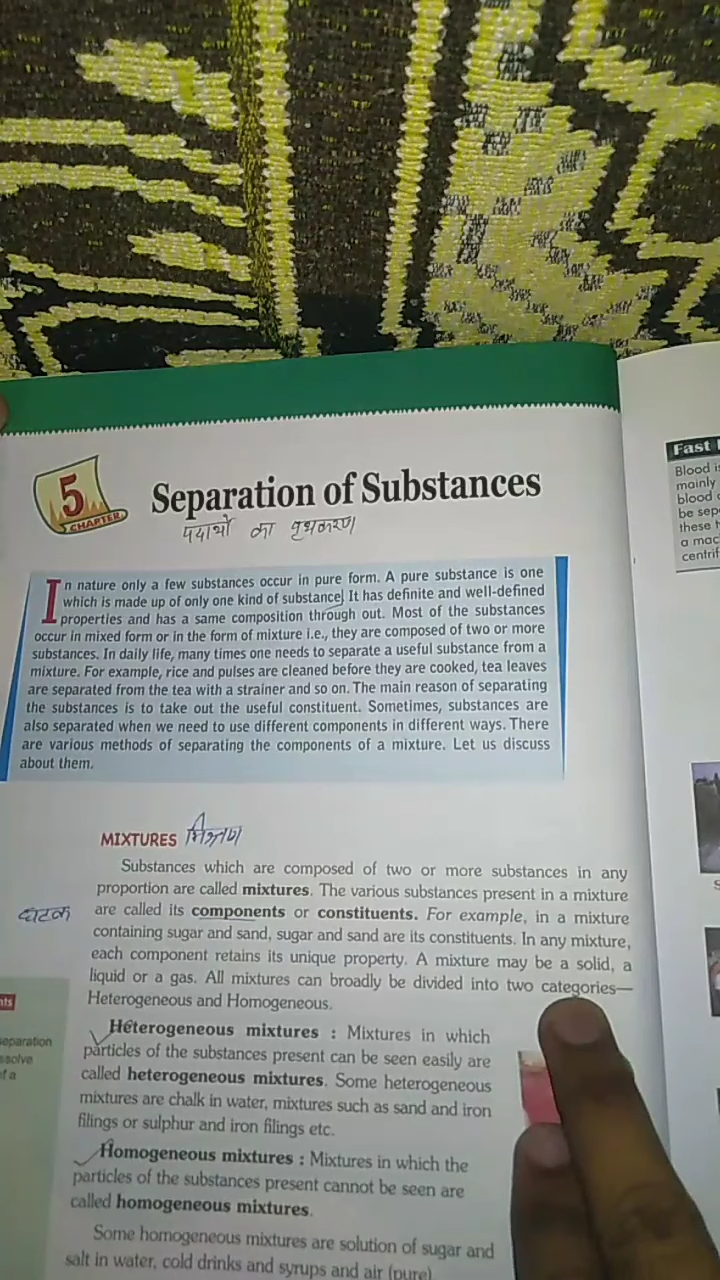 5
CHAPTER
Separation of Substances
पदार्थो का पृथकरण
In nature only a few substances occur in pure form. A pure substance is one
which is made up of only one kind of substance. It has definite and well-defined
properties and has a same composition through out. Most of the substances
occur in mixed form or in the form of mixture i.e., they are composed of two or more
substances. In daily life, many times one needs to separate a useful substance from a
mixture. For example, rice and pulses are cleaned before they are cooked, tea leaves
are separated from the tea with a strainer and so on. The main reason of separating
the substances is to take out the useful constituent. Sometimes, substances are
also separated when we need to use different components in different ways. There
are various methods of separating the components of a mixture. Let us discuss
about them.
MIXTURES मिश्रण
Substances which are composed of two or more substances in any
proportion are called mixtures. The various substances present in a mixture
घटक are called its components or constituents. For example, in a mixture
containing sugar and sand, sugar and sand are its constituents. In any mixture,
each component retains its unique property. A mixture may be a solid, a
liquid or a gas. All mixtures can broadly be divided into two categories—
Heterogeneous and Homogeneous.
Heterogeneous mixtures : Mixtures in which
particles of the substances present can be seen easily are
called heterogeneous mixtures. Some heterogeneous
mixtures are chalk in water, mixtures such as sand and iron
filings or sulphur and iron filings etc.
Homogeneous mixtures : Mixtures in which the
particles of the substances present cannot be seen are
called homogeneous mixtures.
Some homogeneous mixtures are solution of sugar and
salt in water, cold drinks and syrups and air (pure)
Fast
Blood
mainly
blood
be
these
a